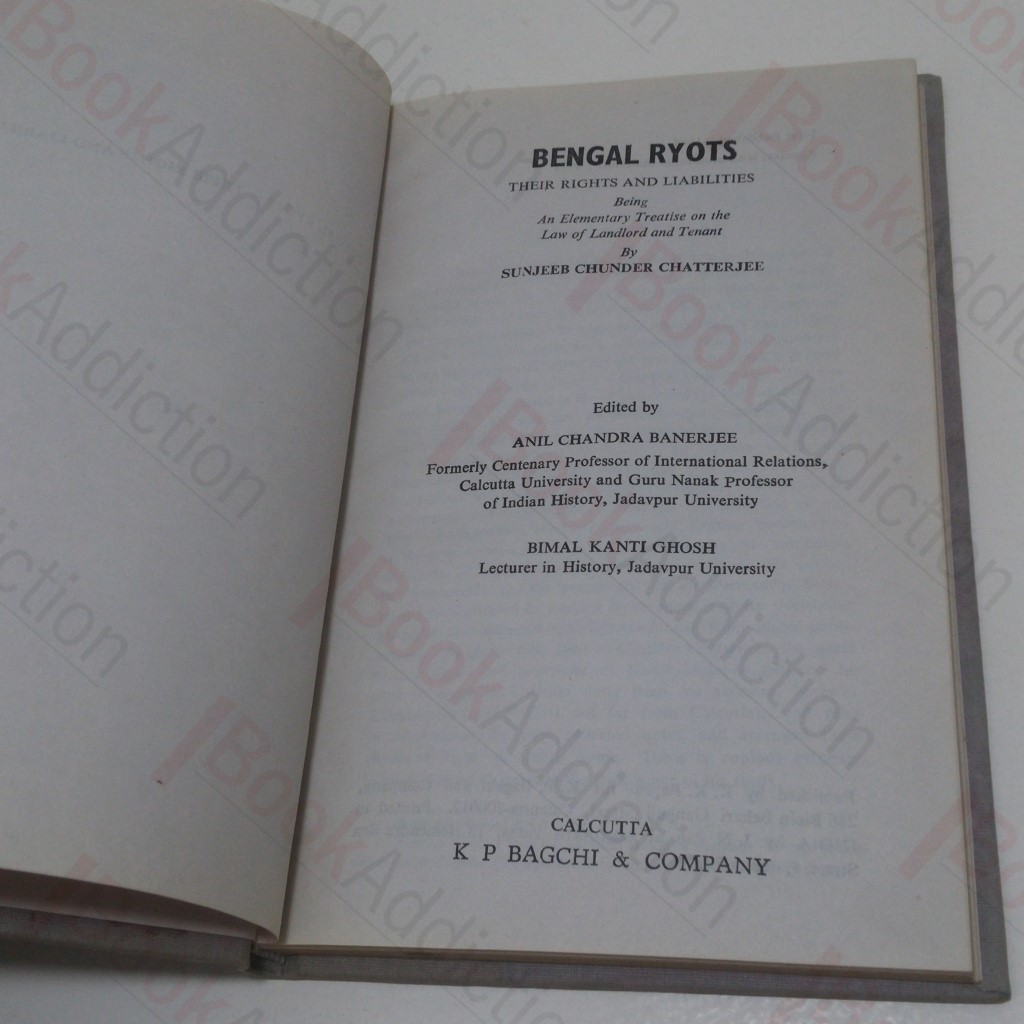 BENGAL RYOTS
THEIR RIGHTS AND LIABILITIES
Being
An Elementary Treatise on the
Law of Landlord and Tenant
By
SUNJEEB CHUNDER CHATTERJEE
Edited by
ANIL CHANDRA BANERJEE
Formerly Centenary Professor of International Relations,
Calcutta University and Guru Nanak Professor
of Indian History, Jadavpur University
BIMAL KANTI GHOSH
Lecturer in History, Jadavpur University
CALCUTTA
K P BAGCHI & COMPANY
BookAddiction